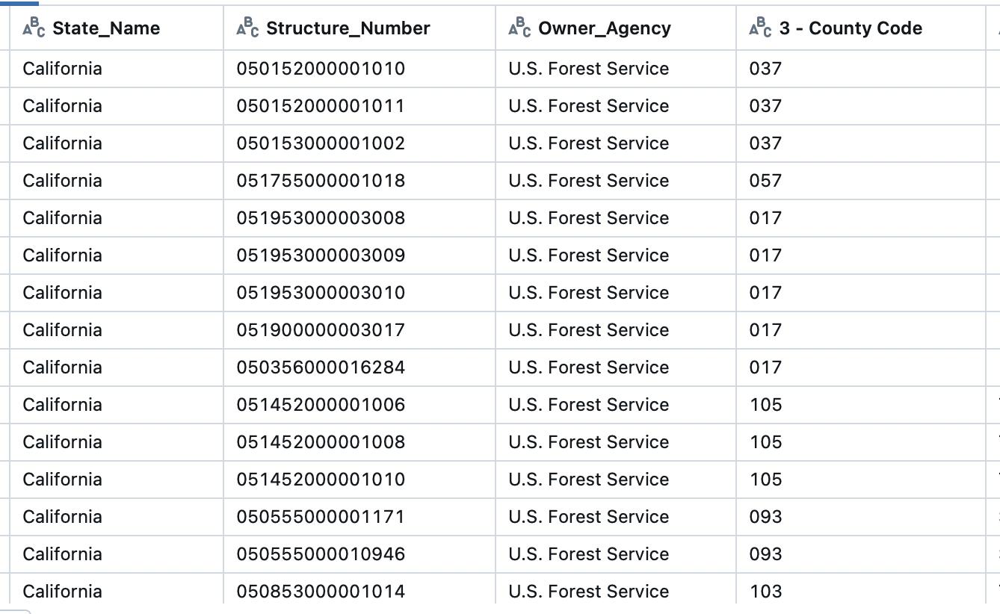 State_Name Structure_Number Owner_Agency 3 - County Code
California 050152000001010 U.S. Forest Service 037
California 050152000001011 U.S. Forest Service 037
California 050153000001002 U.S. Forest Service 037
California 051755000001018 U.S. Forest Service 057
California 051953000003008 U.S. Forest Service 017
California 051953000003009 U.S. Forest Service 017
California 051953000003010 U.S. Forest Service 017
California 051900000003017 U.S. Forest Service 017
California 050356000016284 U.S. Forest Service 017
California 051452000001006 U.S. Forest Service 105
California 051452000001008 U.S. Forest Service 105
California 051452000001010 U.S. Forest Service 105
California 050555000001171 U.S. Forest Service 093
California 050555000010946 U.S. Forest Service 093
California 050853000001014 U.S. Forest Service 103